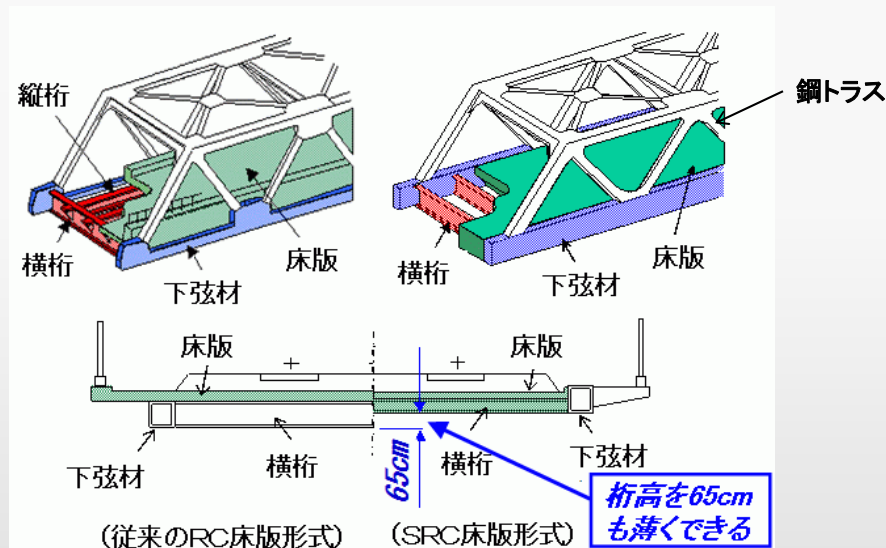 縦桁
横桁
下弦材
床版
鋼トラス
横桁
下弦材
床版
床版
床版
下弦材
横桁
65cm
横桁
下弦材
桁高を65cm
も薄くできる
(従来のRC床版形式)
(SRC床版形式)